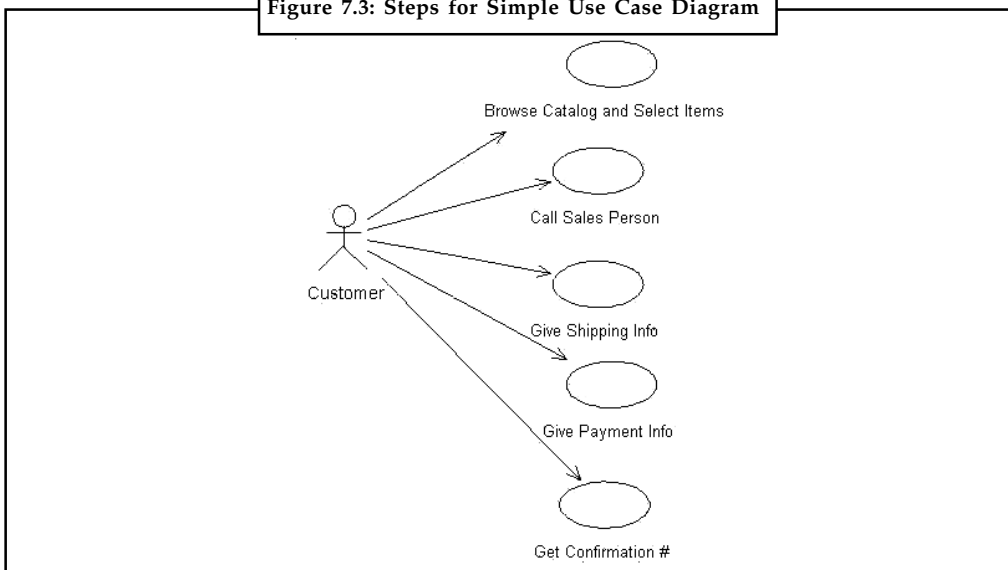 Figure 7.3: Steps for Simple Use Case Diagram
Browse Catalog and Select Items
Call Sales Person
Customer
Give Shipping Info
Give Payment Info
Get Confirmation #